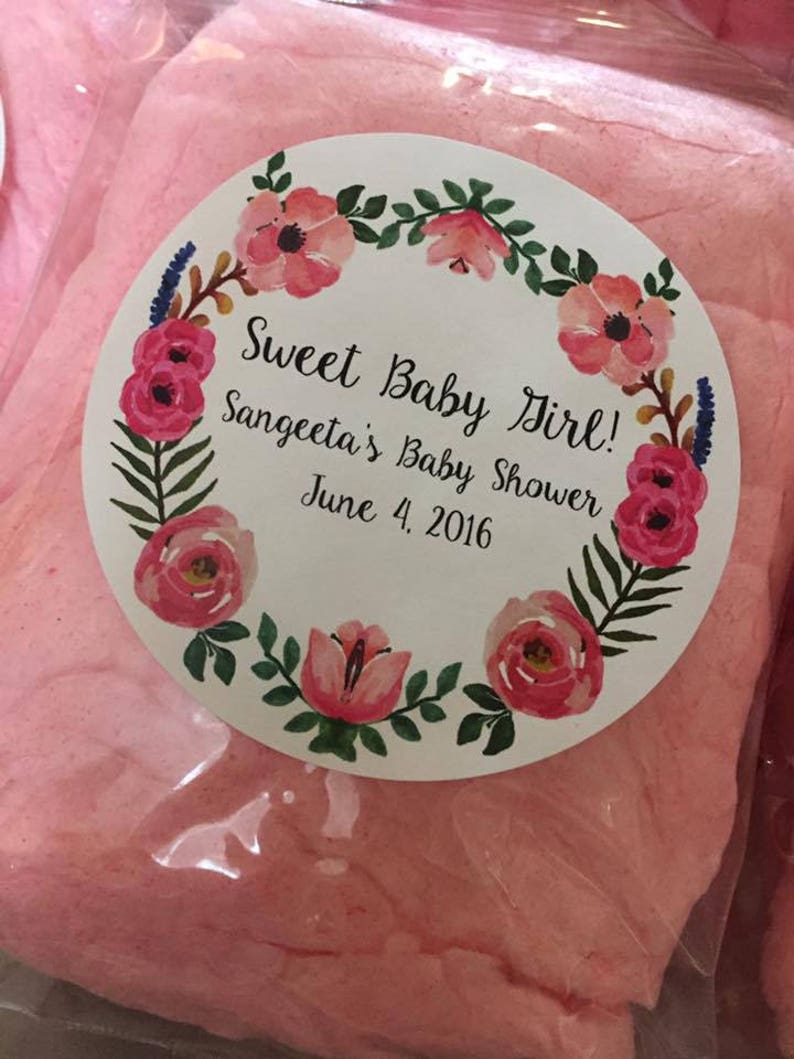 Sweet Baby Girl!
Sangeeta's Baby Shower
June 4, 2016